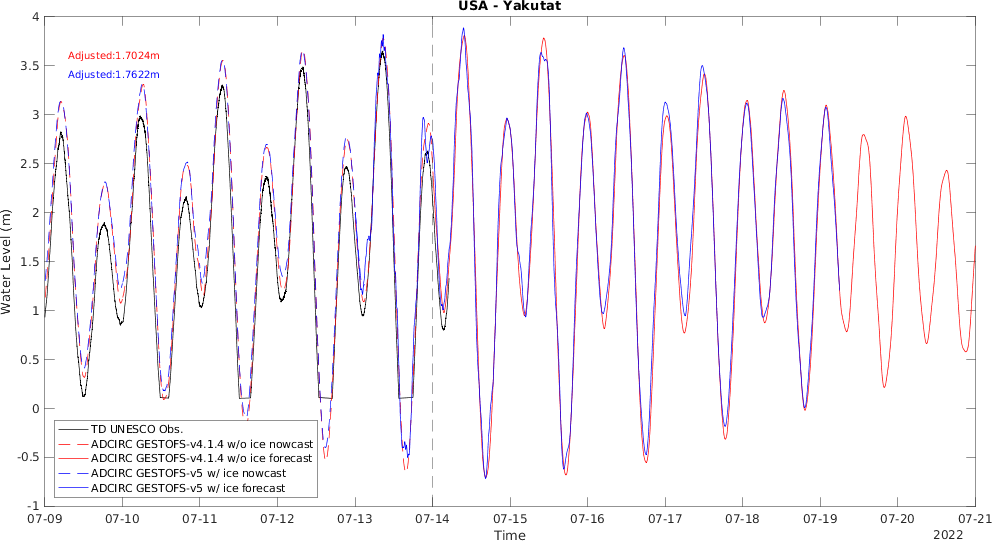 USA - Yakutat
4
3.5
3
2.5
2
1.5
1
0.5
0
-0.5
-1
Water Level (m)
Adjusted:1.7024m
Adjusted:1.7622m
TD UNESCO Obs.
ADCIRC GESTOFS-v4.1.4 w/o ice nowcast
ADCIRC GESTOFS-v4.1.4 w/o ice forecast
ADCIRC GESTOFS-v5 w/ ice nowcast
ADCIRC GESTOFS-v5 w/ ice forecast
07-09 07-10 07-11 07-12 07-13 07-14 07-15 07-16 07-17 07-18 07-19 07-20 07-21
Time
2022